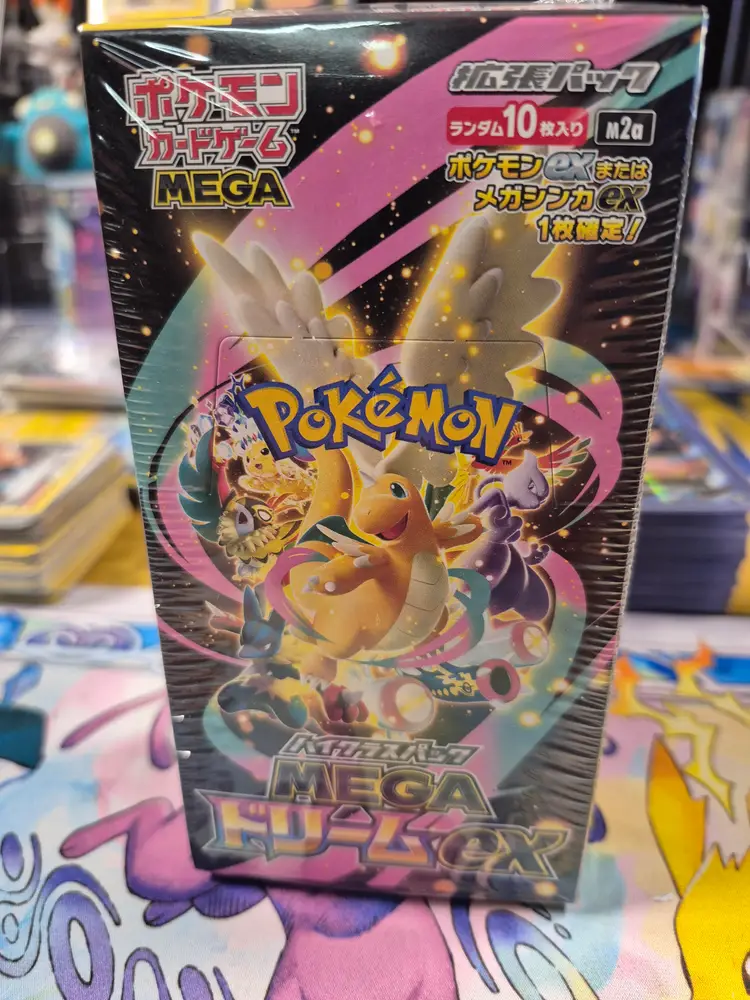 ポケモン
カードゲーム™
MEGA
拡張パック
ランダム10枚入り
M2a
ポケモンexまたは
メガシンカex
1枚確定!
POKéMON™
ハイクラスパック
MEGA
ドリームex